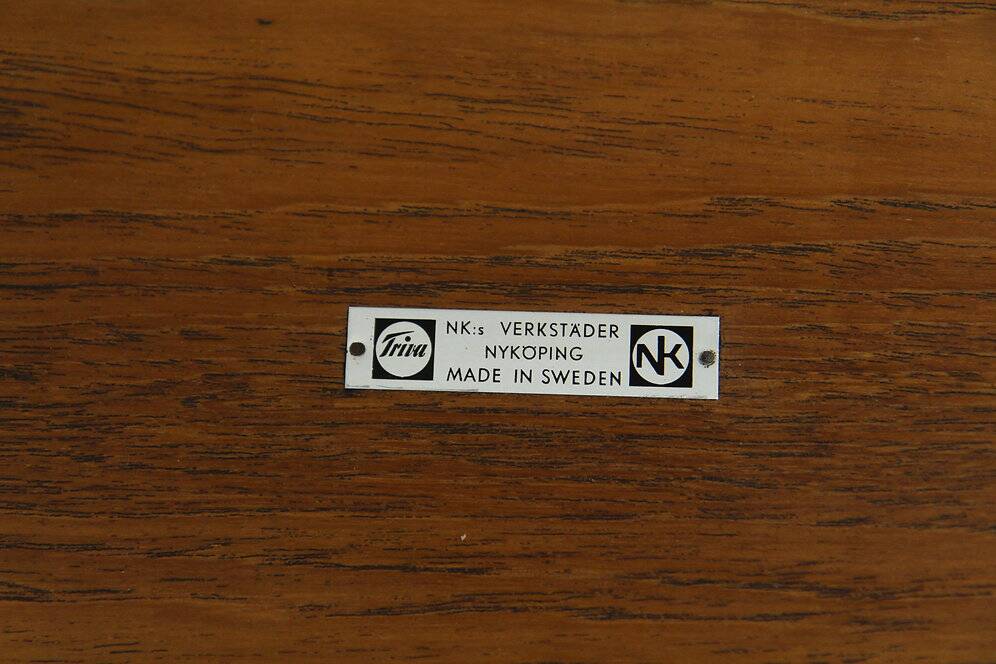 Triva
NK:s VERKSTÄDER
NYKÖPING
MADE IN SWEDEN
NK